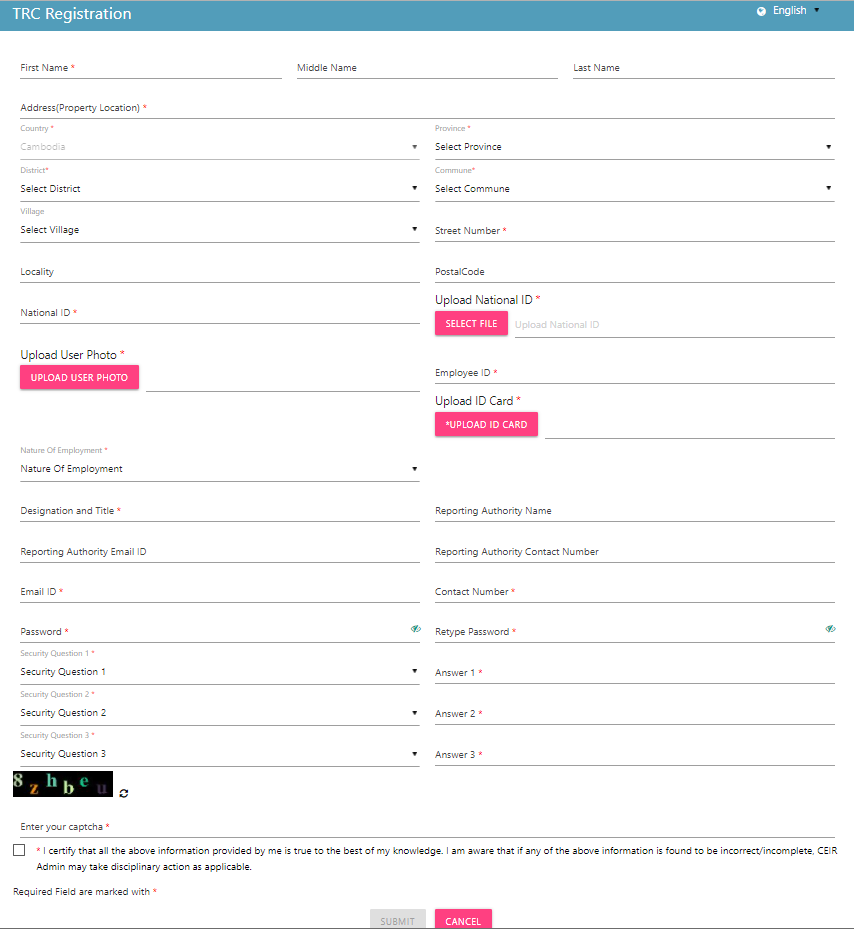 TRC Registration
English
First Name *
Middle Name
Last Name
Address(Property Location) *
Country *
Province *
Cambodia
Select Province
District*
Commune*
Select District
Select Commune
Village
Select Village
Street Number *
Locality
PostalCode
National ID *
Upload National ID *
SELECT FILE
Upload National ID
Upload User Photo *
UPLOAD USER PHOTO
Employee ID *
Upload ID Card *
*UPLOAD ID CARD
Nature Of Employment *
Nature Of Employment
Designation and Title *
Reporting Authority Name
Reporting Authority Email ID
Reporting Authority Contact Number
Email ID *
Contact Number *
Password *
Retype Password *
Security Question 1 *
Security Question 1
Answer 1 *
Security Question 2 *
Security Question 2
Answer 2 *
Security Question 3 *
Security Question 3
Answer 3 *
8zhbeu
Enter your captcha *
* I certify that all the above information provided by me is true to the best of my knowledge. I am aware that if any of the above information is found to be incorrect/incomplete, CEIR
Admin may take disciplinary action as applicable.
Required Field are marked with *
SUBMIT
CANCEL